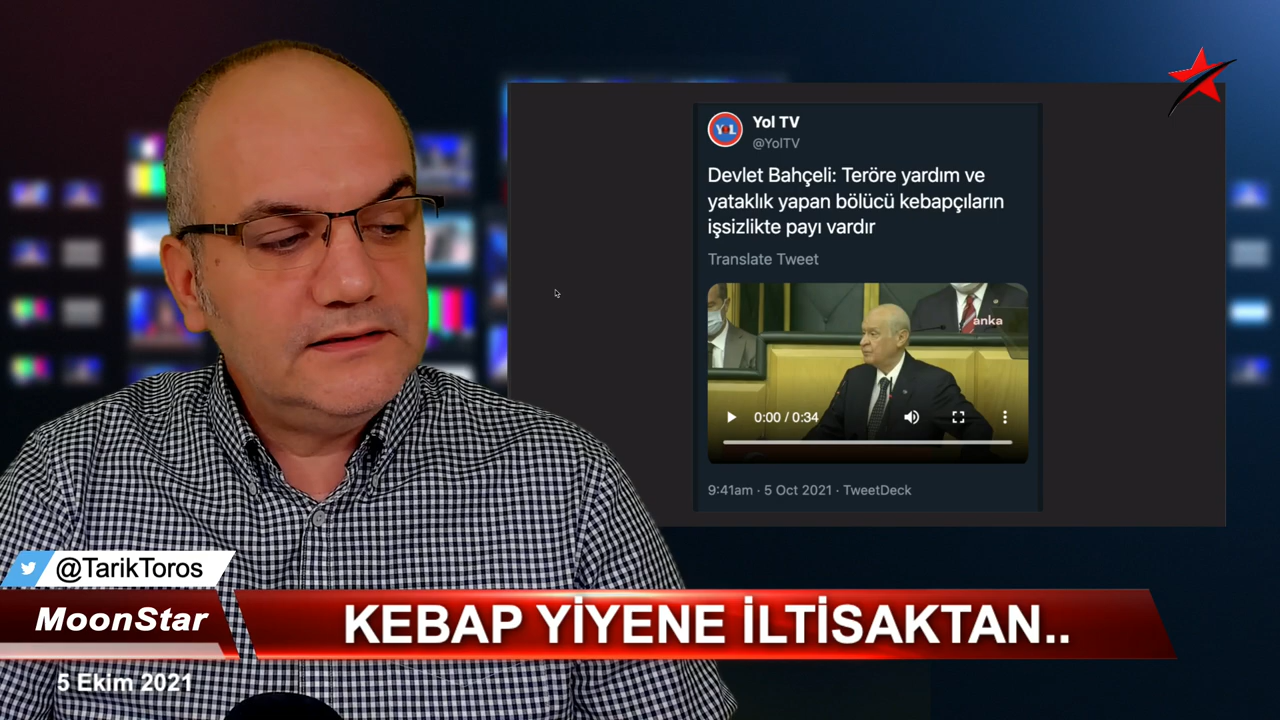 YOL
Yol TV
@YolTV
Devlet Bahçeli: Teröre yardım ve
yataklık yapan bölücü kebapçıların
işsizlikte payı vardır
Translate Tweet
anka
0:00 / 0:34
9:41am · 5 Oct 2021 · TweetDeck
@TarikToros
MoonStar
KEBAP YİYENE İLTİSAKTAN..
5 Ekim 2021